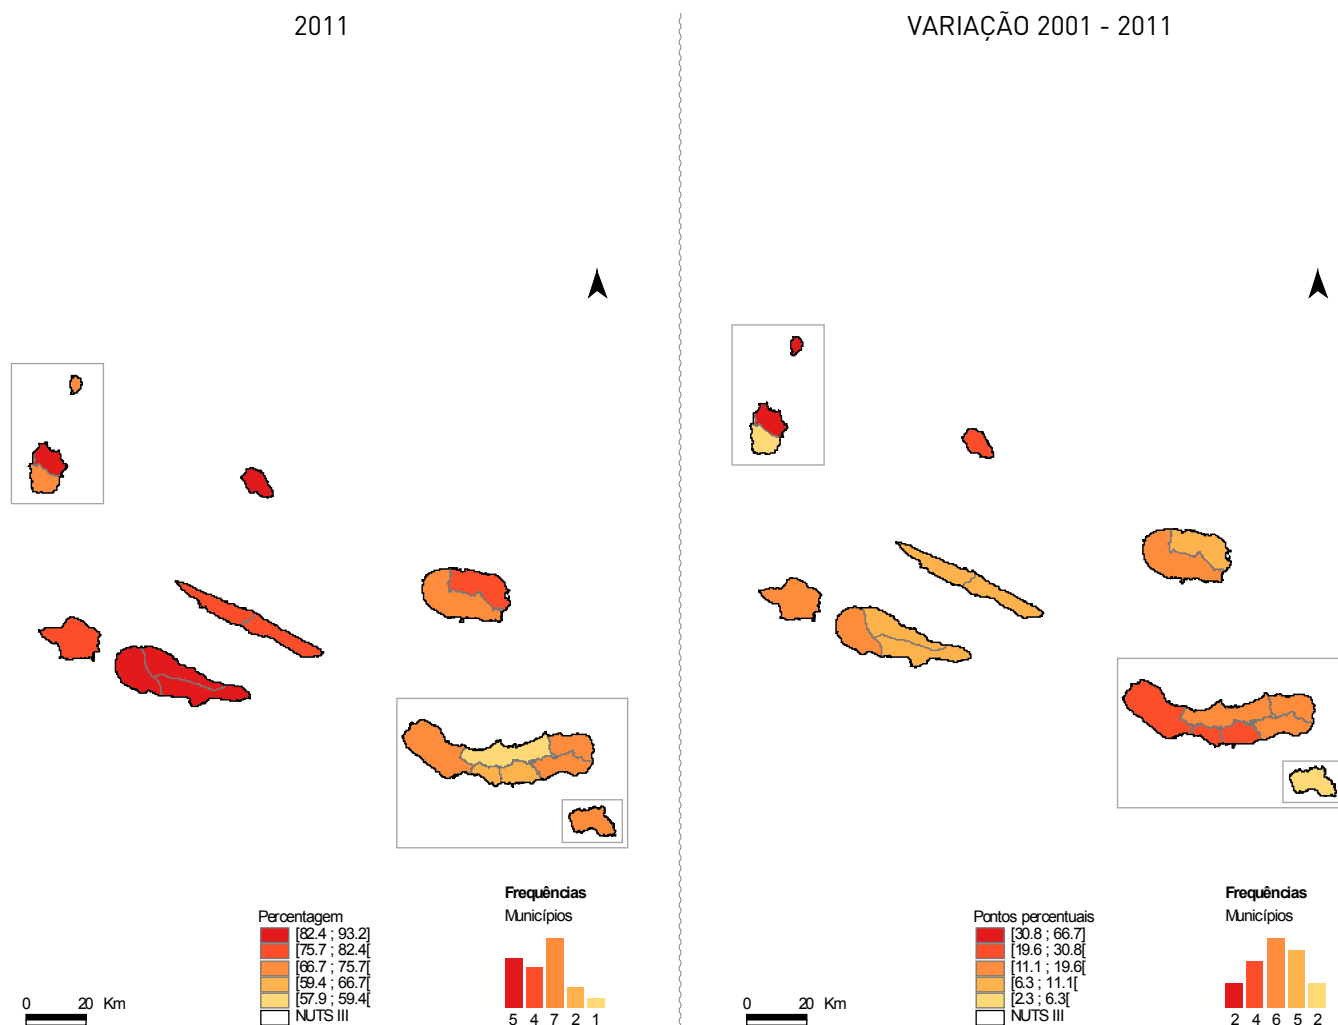 2011
Percentagem
[82.4 ; 93.2]
[75.7 ; 82.4[
[66.7 ; 75.7[
[59.4 ; 66.7[
[57.9 ; 59.4[
NUTS III
Frequências
Municípios
5 4 7 2 1
0 20 Km
VARIAÇÃO 2001 - 2011
Pontos percentuais
[30.8 ; 66.7]
[19.6 ; 30.8[
[11.1 ; 19.6[
[6.3 ; 11.1[
[2.3 ; 6.3[
NUTS III
Frequências
Municípios
2 4 6 5 2
0 20 Km